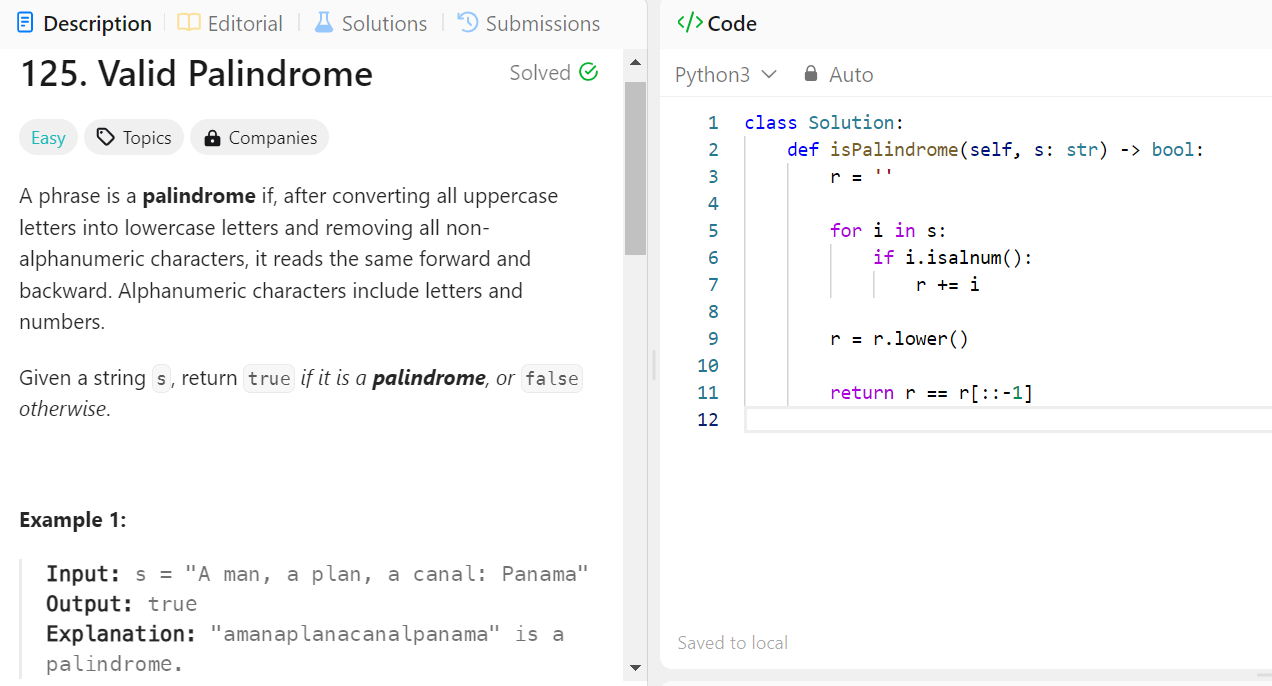 Description | Editorial | Solutions | Submissions
125. Valid Palindrome Solved
Easy Topics Companies
A phrase is a palindrome if, after converting all uppercase
letters into lowercase letters and removing all non-
alphanumeric characters, it reads the same forward and
backward. Alphanumeric characters include letters and
numbers.
Given a string s, return true if it is a palindrome, or false
otherwise.
Example 1:
Input: s = "A man, a plan, a canal: Panama"
Output: true
Explanation: "amanaplanacanalpanama" is a
palindrome.
</> Code
Python3 Auto
1 class Solution:
2     def isPalindrome(self, s: str) -> bool:
3         r = ''
4
5         for i in s:
6             if i.isalnum():
7                 r += i
8
9         r = r.lower()
10
11         return r == r[::-1]
12
Saved to local